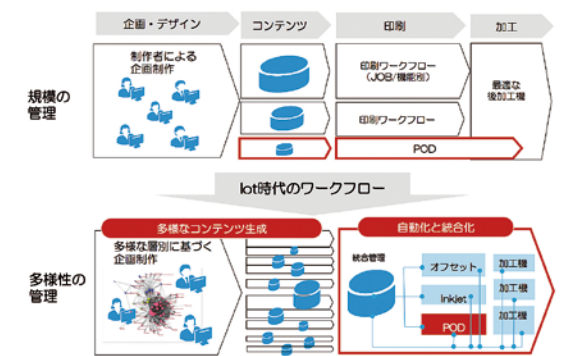 企画・デザイン
コンテンツ
印刷
加工
規模の
管理
制作者による
企画制作
印刷ワークフロー
（JOB/機能別）
印刷ワークフロー
POD
最適な
後加工機
Iot時代のワークフロー
多様性の
管理
多様なコンテンツ生成
多様な層別に基づく
企画制作
自動化と統合化
統合管理
オフセット
Inkjet
POD
加工機
加工機
加工機